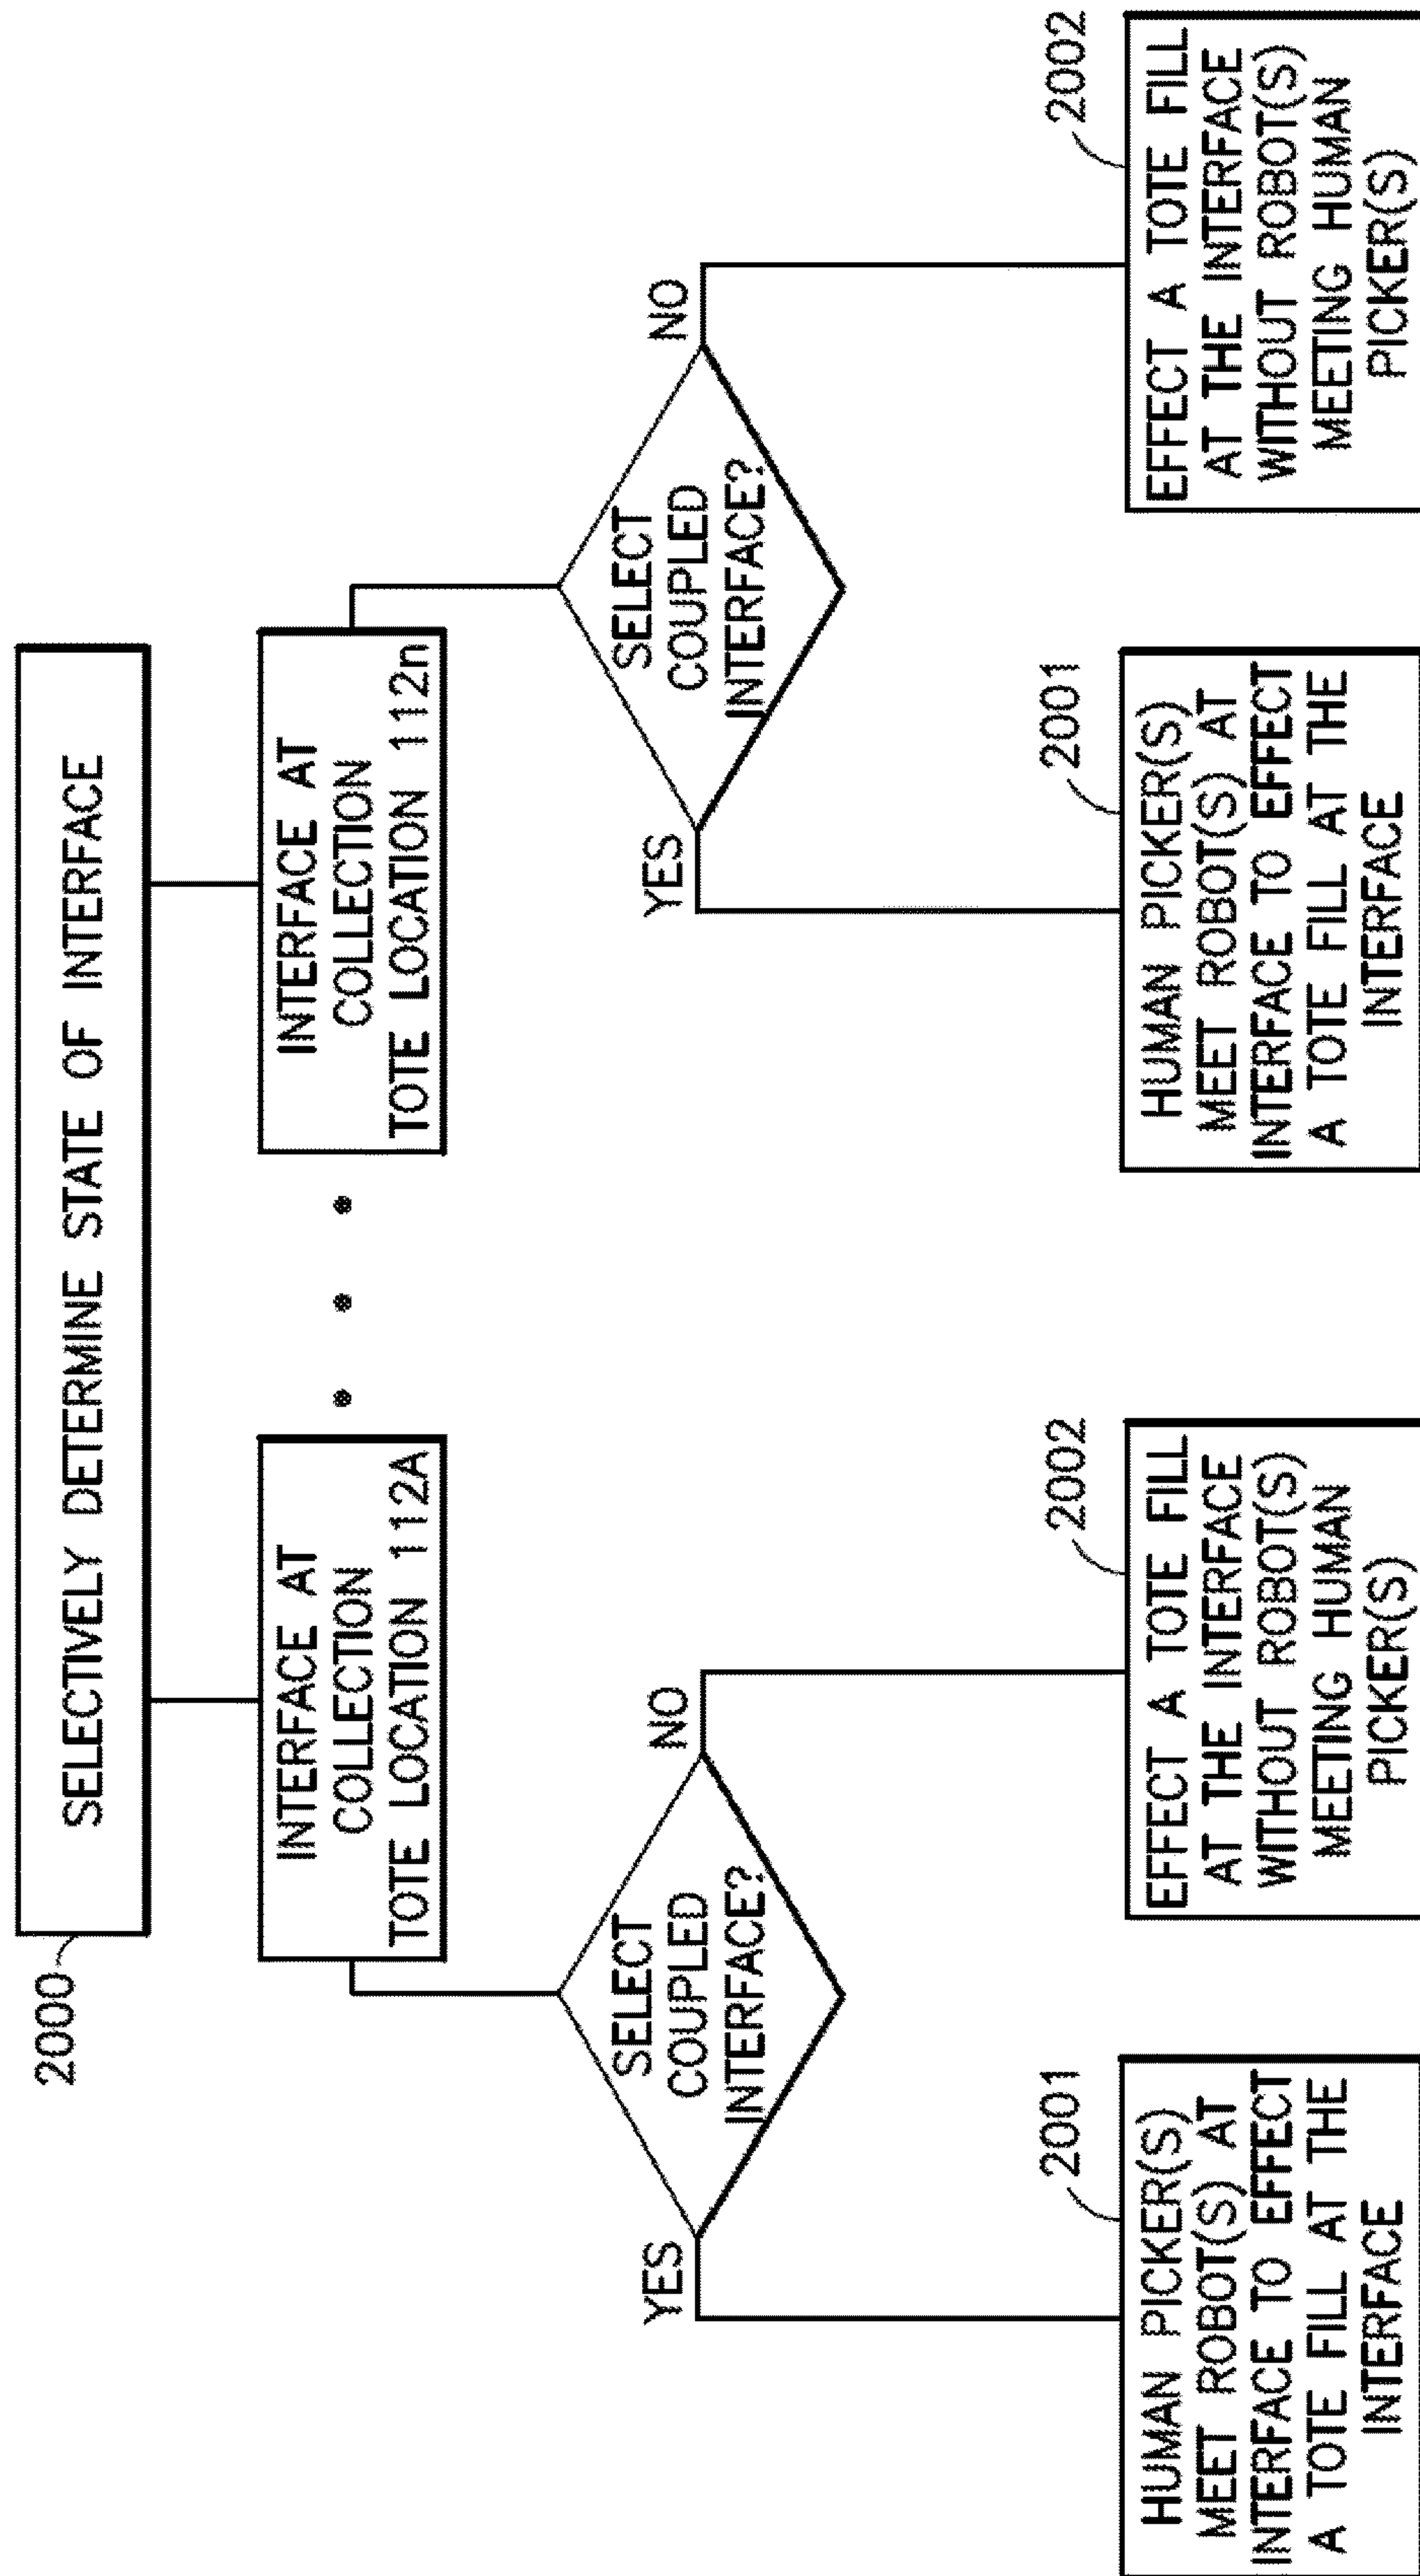 2000
SELECTIVELY DETERMINE STATE OF INTERFACE
INTERFACE AT
COLLECTION
TOTE LOCATION 112A
INTERFACE AT
COLLECTION
TOTE LOCATION 112n
SELECT
COUPLED
INTERFACE?
YES
NO
SELECT
COUPLED
INTERFACE?
YES
NO
2001
HUMAN PICKER(S)
MEET ROBOT(S) AT
INTERFACE TO EFFECT
A TOTE FILL AT THE
INTERFACE
2002
EFFECT A TOTE FILL
AT THE INTERFACE
WITHOUT ROBOT(S)
MEETING HUMAN
PICKER(S)
2001
HUMAN PICKER(S)
MEET ROBOT(S) AT
INTERFACE TO EFFECT
A TOTE FILL AT THE
INTERFACE
2002
EFFECT A TOTE FILL
AT THE INTERFACE
WITHOUT ROBOT(S)
MEETING HUMAN
PICKER(S)